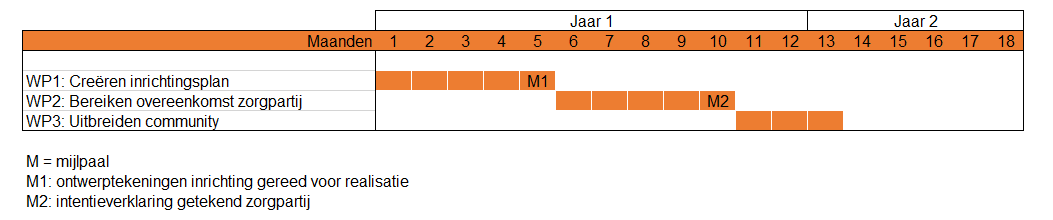 Jaar 1 Jaar 2
Maanden 1 2 3 4 5 6 7 8 9 10 11 12 13 14 15 16 17 18
WP1: Creëren inrichtingsplan M1
WP2: Bereiken overeenkomst zorgpartij M2
WP3: Uitbreiden community
M = mijlpaal
M1: ontwerptekeningen inrichting gereed voor realisatie
M2: intentieverklaring getekend zorgpartij